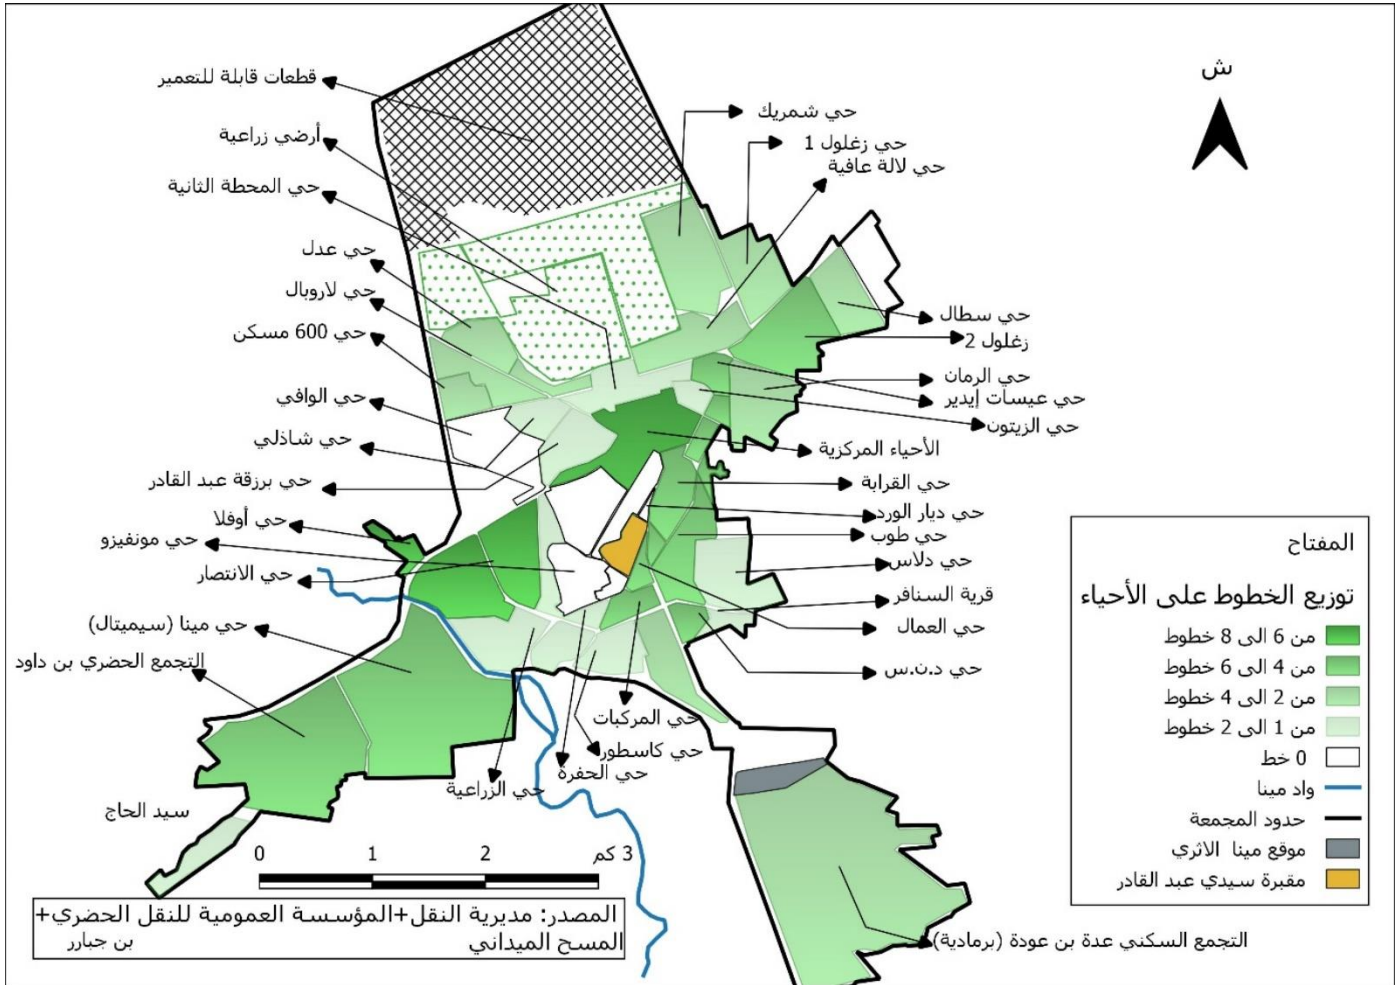 ش
قطعات قابلة للتعمير
أرضي زراعية
حي المحطة الثانية
حي عدل
حي لاروبال
حي 600 مسكن
حي الوافي
حي شاذلي
حي برزقة عبد القادر
حي أوفلا
حي مونفيزو
حي الانتصار
حي مينا (سيميتال)
التجمع الحضري بن داود
سيد الحاج
حي شمريك
حي زغلول 1
حي لالة عافية
حي سطال
زغلول 2
حي الرمان
حي عيسات إيدير
حي الزيتون
الأحياء المركزية
حي القرابة
حي ديار الورد
حي طوب
حي دلاس
قرية السنافر
حي العمال
حي د.ن.س
حي المركبات
حي كاسطور
حي الحفرة
حي الزراعية
التجمع السكني عدة بن عودة (برمادية)
المفتاح
توزيع الخطوط على الأحياء
من 6 الى 8 خطوط
من 4 الى 6 خطوط
من 2 الى 4 خطوط
من 1 الى 2 خطوط
0 خط
واد مينا
حدود المجمعة
موقع مينا الاثري
مقبرة سيدي عبد القادر
0 1 2 3 كم
المصدر: مديرية النقل+المؤسسة العمومية للنقل الحضري+
المسح الميداني
بن جبارر